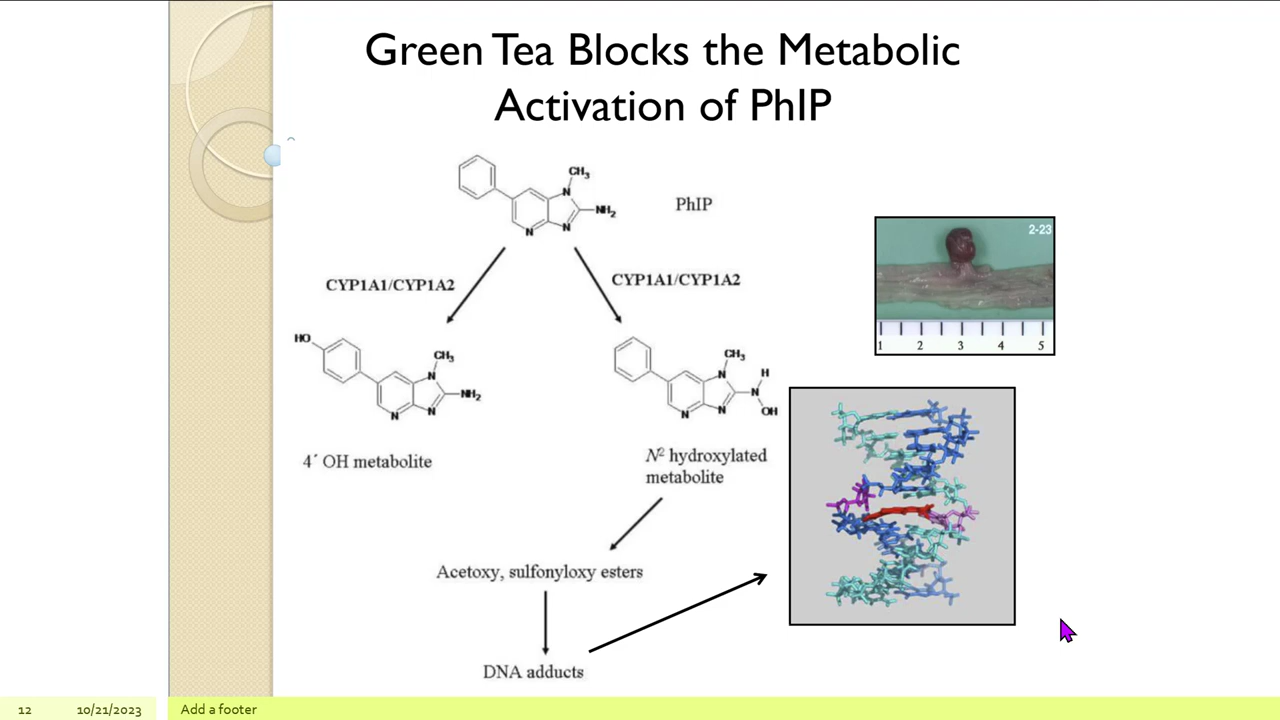 Green Tea Blocks the Metabolic
Activation of PhIP
CH3
N
NH2
N
N
PhIP
CYP1A1/CYP1A2
CYP1A1/CYP1A2
2-23
1 2 3 4 5
HO
CH3
N
NH2
N
N
CH3
N
H
N
OH
N
N
4´ OH metabolite
N² hydroxylated
metabolite
Acetoxy, sulfonyloxy esters
DNA adducts
12
10/21/2023
Add a footer